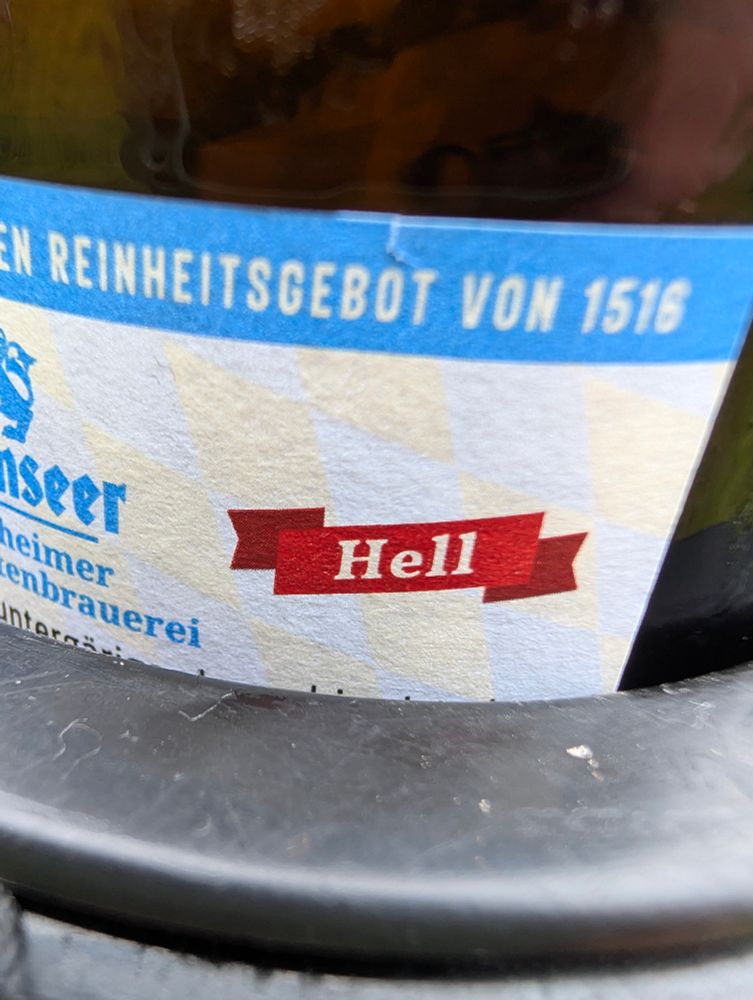 EN REINHEITSGEBOT VON 1516
nseer
heimer
tenbrauerei
Hell